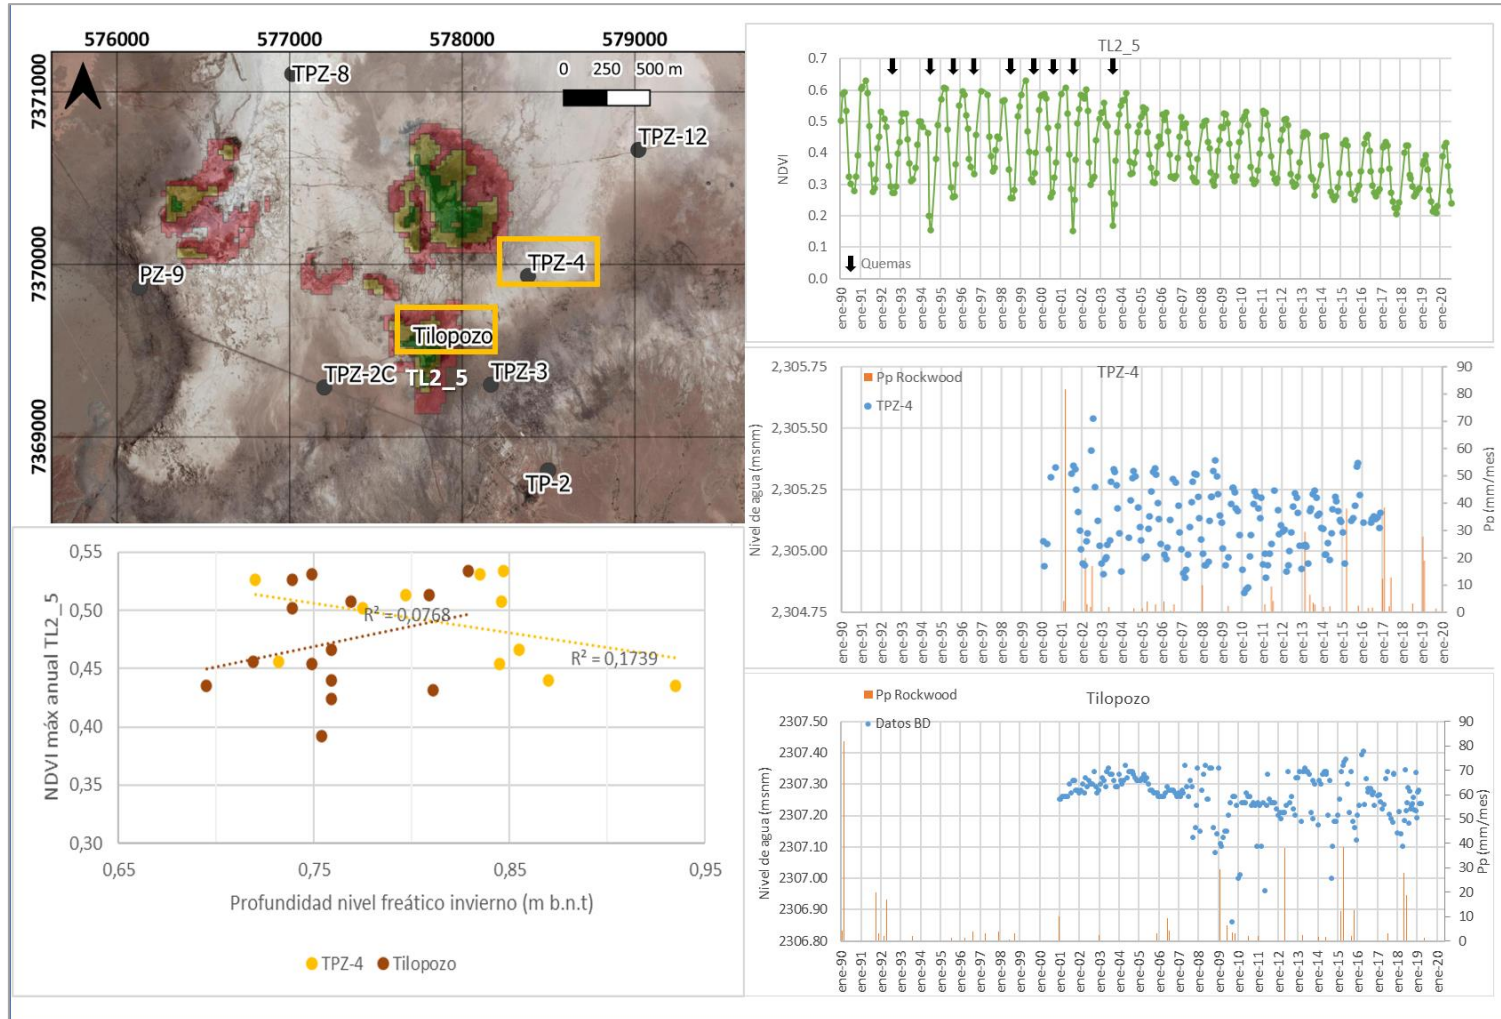 576000 577000 578000 579000
7371000
7370000
7369000
0 250 500 m
TPZ-8
TPZ-12
TPZ-4
PZ-9
Tilopozo
TPZ-2C
TL2_5
TPZ-3
TP-2
TL2_5
NDVI
0.7
0.6
0.5
0.4
0.3
0.2
0.1
0.0
Quemas
ene-90 ene-91 ene-92 ene-93 ene-94 ene-95 ene-96 ene-97 ene-98 ene-99 ene-00 ene-01 ene-02 ene-03 ene-04 ene-05 ene-06 ene-07 ene-08 ene-09 ene-10 ene-11 ene-12 ene-13 ene-14 ene-15 ene-16 ene-17 ene-18 ene-19 ene-20
TPZ-4
Pp Rockwood
TPZ-4
Nivel de agua (msnm)
2,305.75
2,305.50
2,305.25
2,305.00
2,304.75
Pp (mm/mes)
90
80
70
60
50
40
30
20
10
0
ene-90 ene-91 ene-92 ene-93 ene-94 ene-95 ene-96 ene-97 ene-98 ene-99 ene-00 ene-01 ene-02 ene-03 ene-04 ene-05 ene-06 ene-07 ene-08 ene-09 ene-10 ene-11 ene-12 ene-13 ene-14 ene-15 ene-16 ene-17 ene-18 ene-19 ene-20
NDVI máx anual TL2_5
0,55
0,50
0,45
0,40
0,35
0,30
R² = 0,0768
R² = 0,1739
0,65 0,75 0,85 0,95
Profundidad nivel freático invierno (m b.n.t)
TPZ-4 Tilopozo
Tilopozo
Pp Rockwood
Datos BD
Nivel de agua (msnm)
2307.50
2307.40
2307.30
2307.20
2307.10
2307.00
2306.90
2306.80
Pp (mm/mes)
90
80
70
60
50
40
30
20
10
0
ene-90 ene-91 ene-92 ene-93 ene-94 ene-95 ene-96 ene-97 ene-98 ene-99 ene-00 ene-01 ene-02 ene-03 ene-04 ene-05 ene-06 ene-07 ene-08 ene-09 ene-10 ene-11 ene-12 ene-13 ene-14 ene-15 ene-16 ene-17 ene-18 ene-19 ene-20